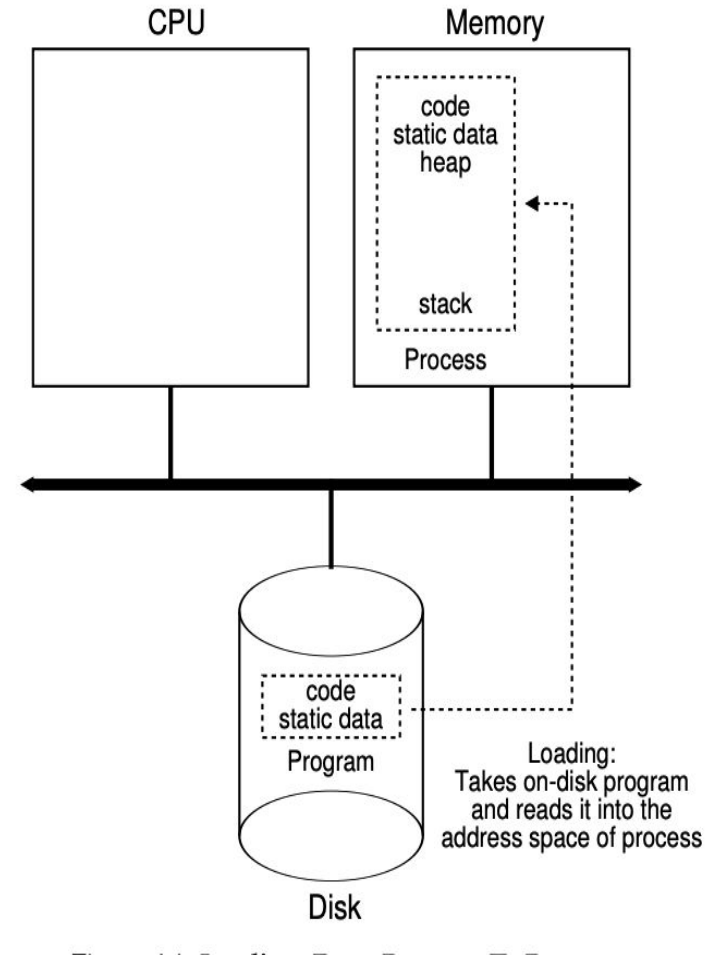 CPU
Memory
code
static data
heap
stack
Process
code
static data
Program
Loading:
Takes on-disk program
and reads it into the
address space of process
Disk